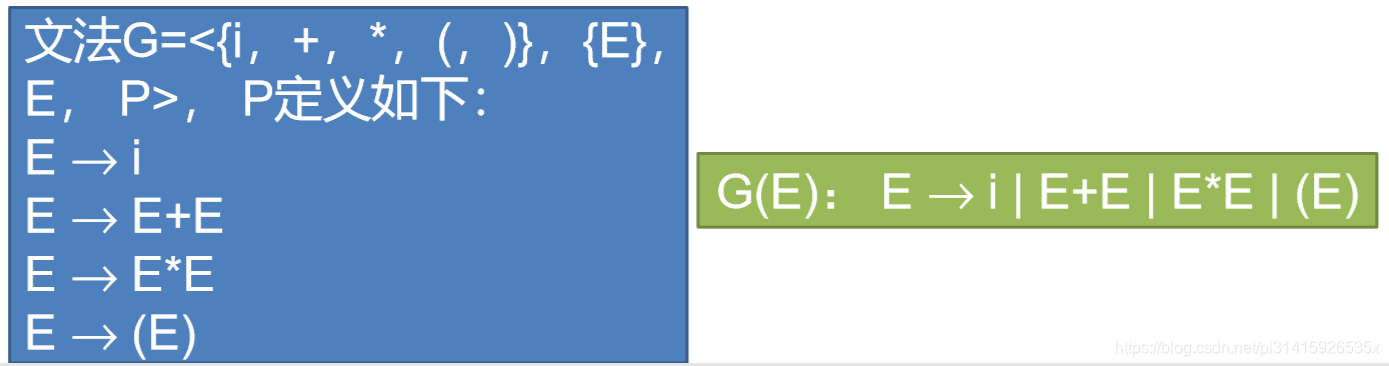 文法G=<{i，+，*，(，)}，{E}，
E， P>， P定义如下：
E → i
E → E+E
E → E*E
E → (E)
G(E)： E → i | E+E | E*E | (E)
https://blog.csdn.net/pi31415926535x